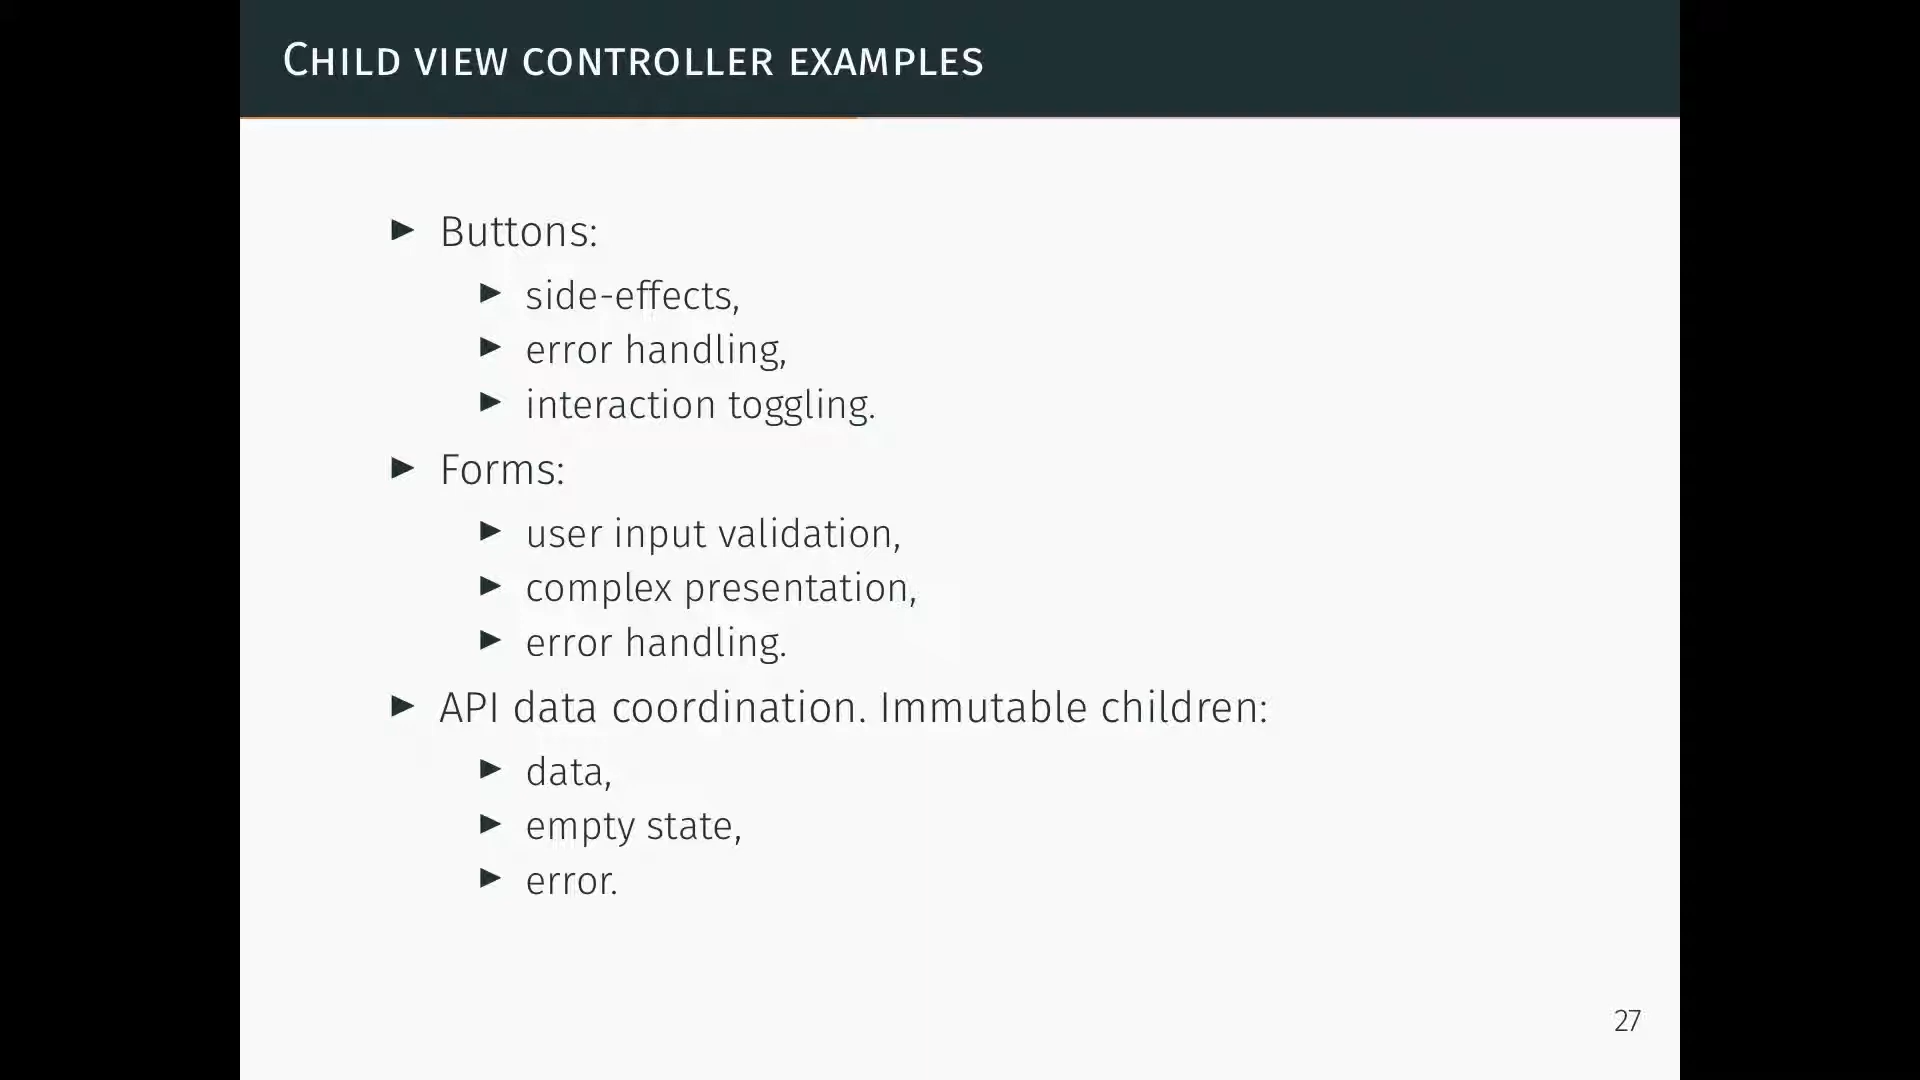 Child view controller examples
▶ Buttons:
▶ side-effects,
▶ error handling,
▶ interaction toggling.
▶ Forms:
▶ user input validation,
▶ complex presentation,
▶ error handling.
▶ API data coordination. Immutable children:
▶ data,
▶ empty state,
▶ error.
27